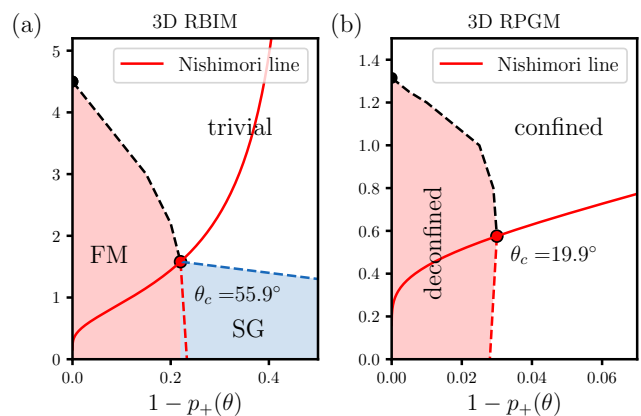 (a)
3D RBIM
Nishimori line
trivial
FM
θc =55.9°
SG
5
4
3
2
1
0
0.0
0.2
0.4
1 − p+(θ)
(b)
3D RPGM
Nishimori line
confined
deconfined
θc =19.9°
1.4
1.2
1.0
0.8
0.6
0.4
0.2
0.0
0.00
0.02
0.04
0.06
1 − p+(θ)